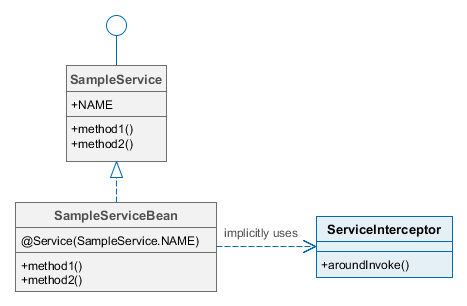 SampleService
+NAME
+method1()
+method2()
SampleServiceBean
@Service(SampleService.NAME)
+method1()
+method2()
implicitly uses
ServiceInterceptor
+aroundInvoke()